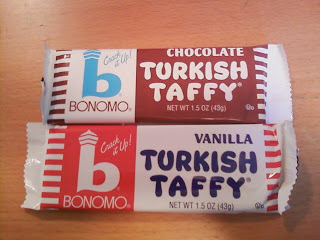 Crack
it Up!
b
BONOMO®
CHOCOLATE
TURKISH
TAFFY®
NET WT 1.5 OZ (43g)
Crack
it Up!
b
BONOMO®
VANILLA
TURKISH
TAFFY®
NET WT 1.5 OZ (43g)